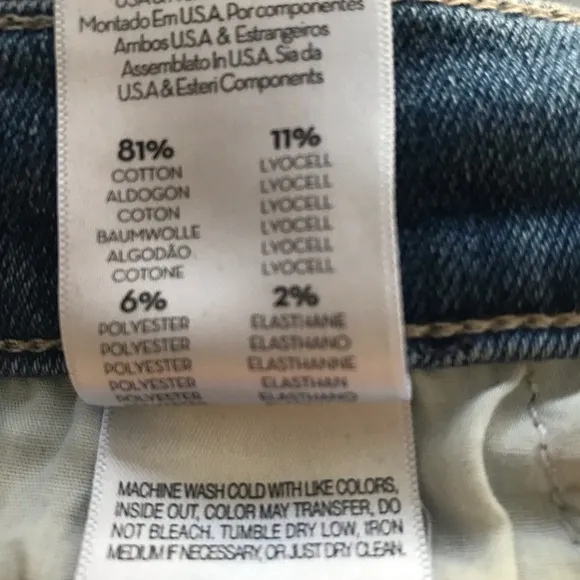 Montado Em U.S.A. Por componentes
Ambos U.S.A & Estrangeiros
Assemblato In U.S.A. Sia da
U.S.A & Esteri Components
81% 11%
COTTON LYOCELL
ALDOGON LYOCELL
COTON LYOCELL
BAUMWOLLE LYOCELL
ALGODÃO LYOCELL
COTONE LYOCELL
6% 2%
POLYESTER ELASTHANE
POLYESTER ELASTHANO
POLYESTER ELASTHANNE
POLYESTER ELASTHAN
POLYESTER ELASTHANO
MACHINE WASH COLD WITH LIKE COLORS,
INSIDE OUT, COLOR MAY TRANSFER, DO
NOT BLEACH. TUMBLE DRY LOW, IRON
MEDIUM IF NECESSARY, OR JUST DRY CLEAN.